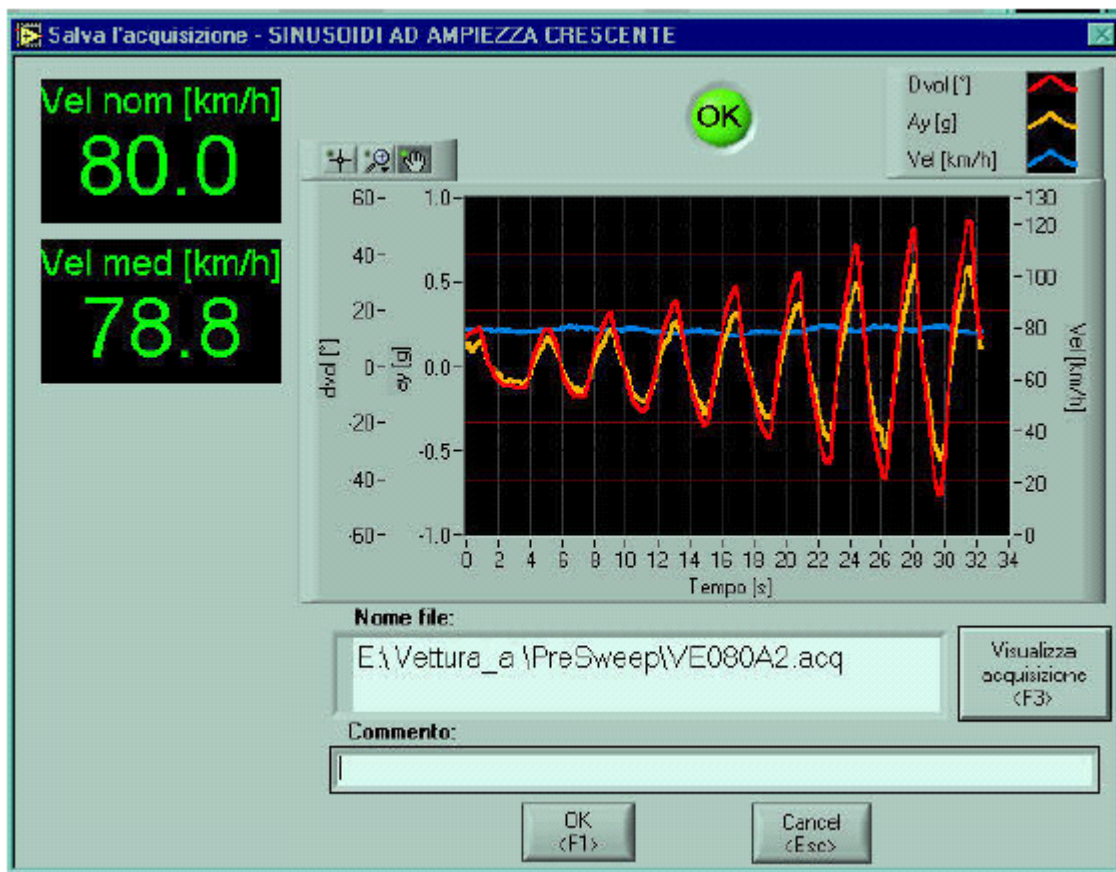 Salva l'acquisizione - SINUSOIDI AD AMPIEZZA CRESCENTE
Vel nom [km/h]
80.0
Vel med [km/h]
78.8
OK
Dvol [°]
Ay [g]
Vel [km/h]
60
40
20
0
-20
-40
-60
dvol [°]
1.0
0.5
0.0
-0.5
-1.0
ay [g]
130
120
100
80
60
40
20
0
Vel [km/h]
0 2 4 6 8 10 12 14 16 18 20 22 24 26 28 30 32 34
Tempo [s]
Nome file:
E:\Vettura_a \PreSweep\VE080A2.acq
Visualizza
acquisizione
<F3>
Commento:
OK
<F1>
Cancel
<Esc>